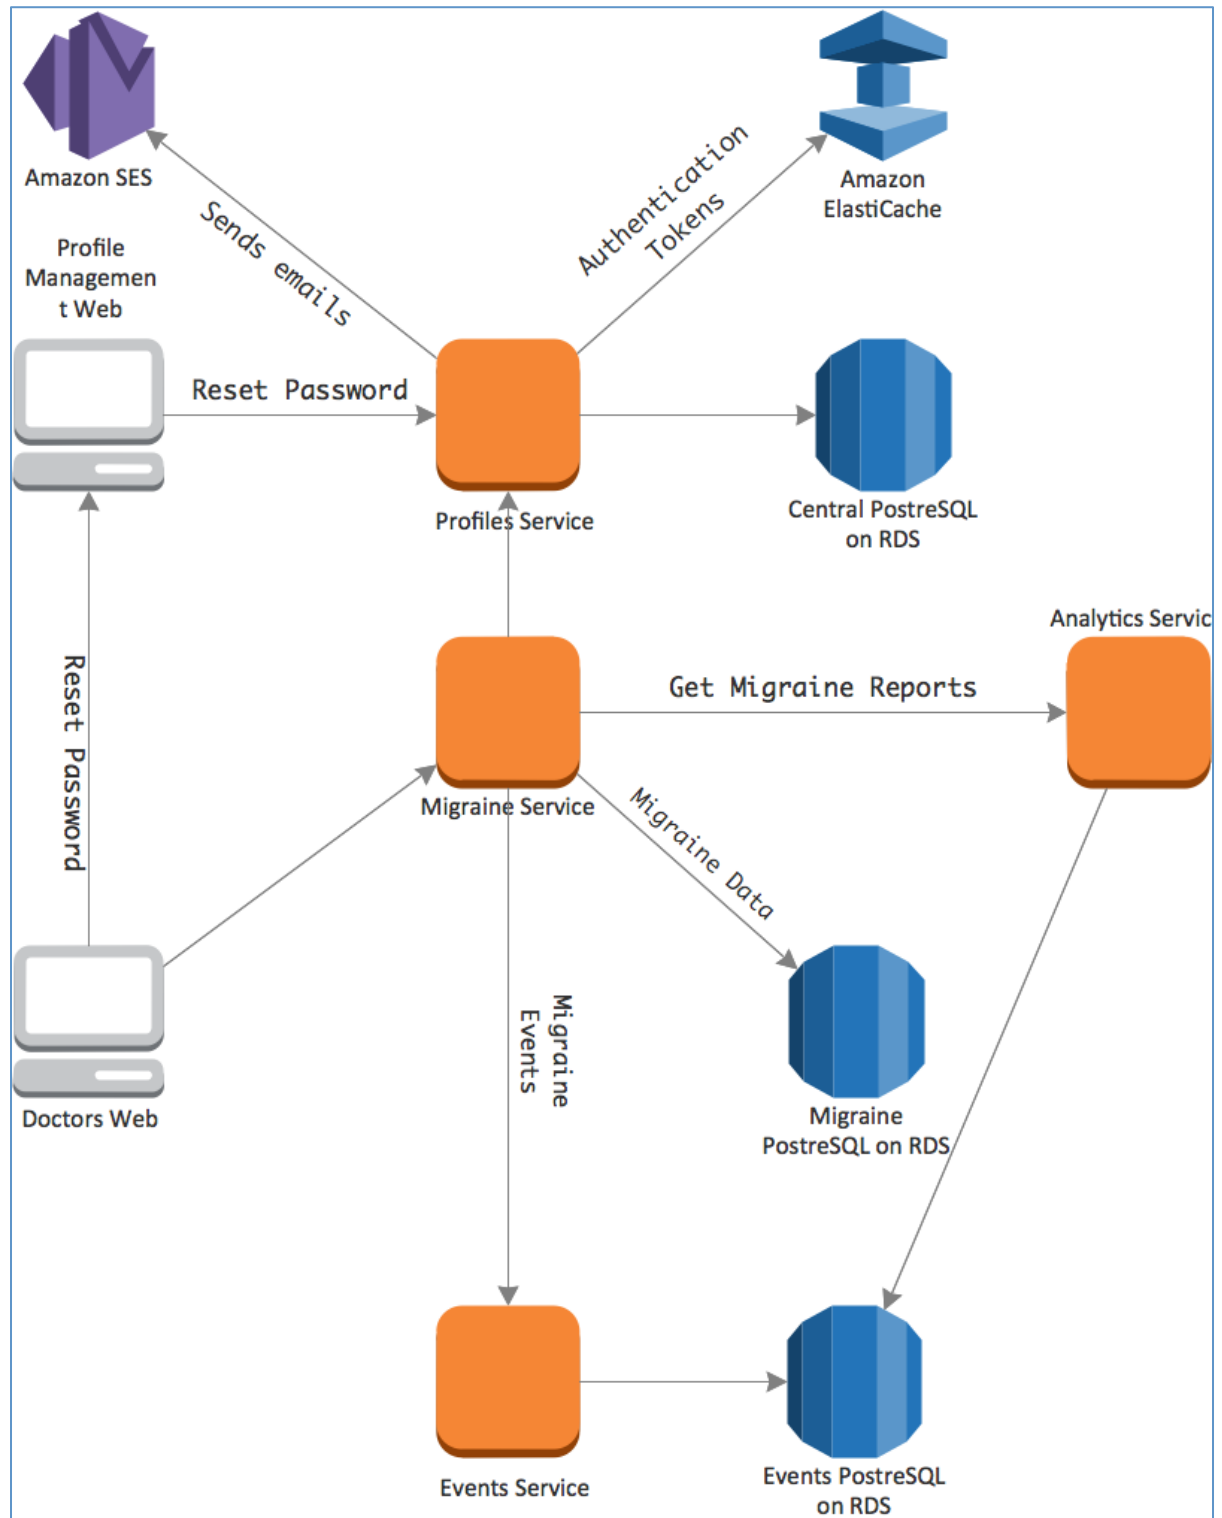 Amazon SES
Amazon
ElastiCache
Sends emails
Authentication
Tokens
Profile
Managemen
t Web
Reset Password
Profiles Service
Central PostreSQL
on RDS
Analytics Servic
Get Migraine Reports
Reset Password
Migraine Service
Migraine Data
Migraine
Events
Doctors Web
Migraine
PostreSQL on RDS
Events Service
Events PostreSQL
on RDS